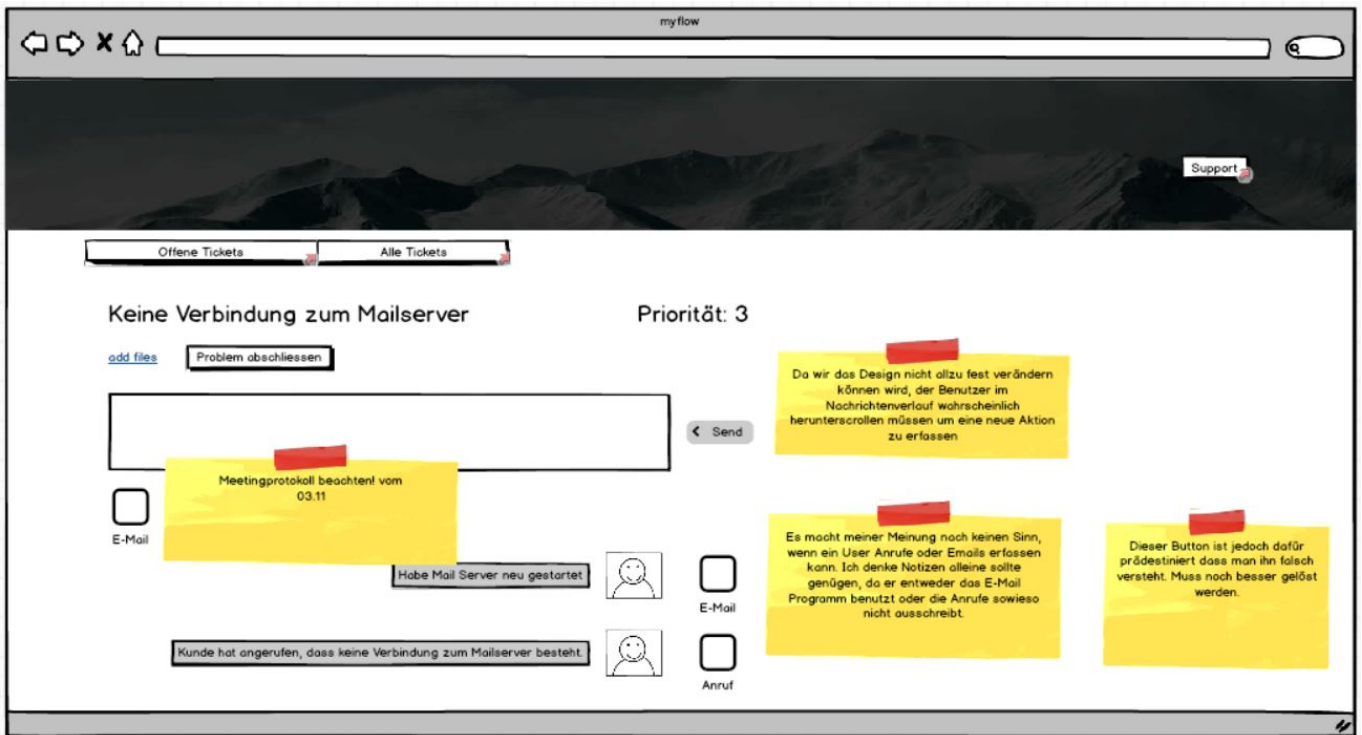 myflow
Support
Offene Tickets
Alle Tickets
Keine Verbindung zum Mailserver
Priorität: 3
add files
Problem abschliessen
Send
Da wir das Design nicht allzu fest verändern
können wird, der Benutzer im
Nachrichtenverlauf wahrscheinlich
herunterscrollen müssen um eine neue Aktion
zu erfassen
Meetingprotokoll beachten! vom
03.11
E-Mail
Habe Mail Server neu gestartet
E-Mail
Es macht meiner Meinung nach keinen Sinn,
wenn ein User Anrufe oder Emails erfassen
kann. Ich denke Notizen alleine sollte
genügen, da er entweder das E-Mail
Programm benutzt oder die Anrufe sowieso
nicht ausschreibt.
Dieser Button ist jedoch dafür
prädestiniert dass man ihn falsch
versteht. Muss noch besser gelöst
werden.
Kunde hat angerufen, dass keine Verbindung zum Mailserver besteht.
Anruf